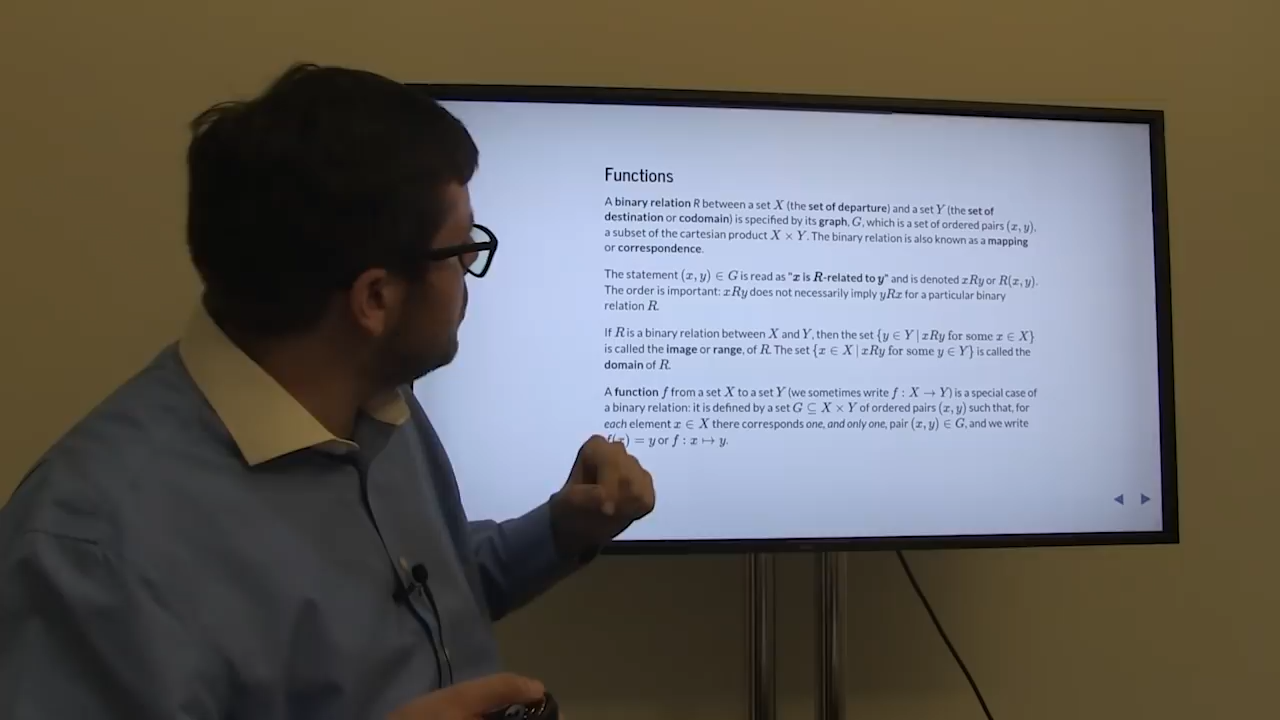 Functions
A binary relation R between a set X (the set of departure) and a set Y (the set of
destination or codomain) is specified by its graph, G, which is a set of ordered pairs (x, y),
a subset of the cartesian product X × Y. The binary relation is also known as a mapping
or correspondence.
The statement (x, y) ∈ G is read as "x is R-related to y" and is denoted xRy or R(x, y).
The order is important: xRy does not necessarily imply yRx for a particular binary
relation R.
If R is a binary relation between X and Y, then the set {y ∈ Y | xRy for some x ∈ X}
is called the image or range, of R. The set {x ∈ X | xRy for some y ∈ Y} is called the
domain of R.
A function f from a set X to a set Y (we sometimes write f : X → Y) is a special case of
a binary relation: it is defined by a set G ⊆ X × Y of ordered pairs (x, y) such that, for
each element x ∈ X there corresponds one, and only one, pair (x, y) ∈ G, and we write
f(x) = y or f : x ↦ y.